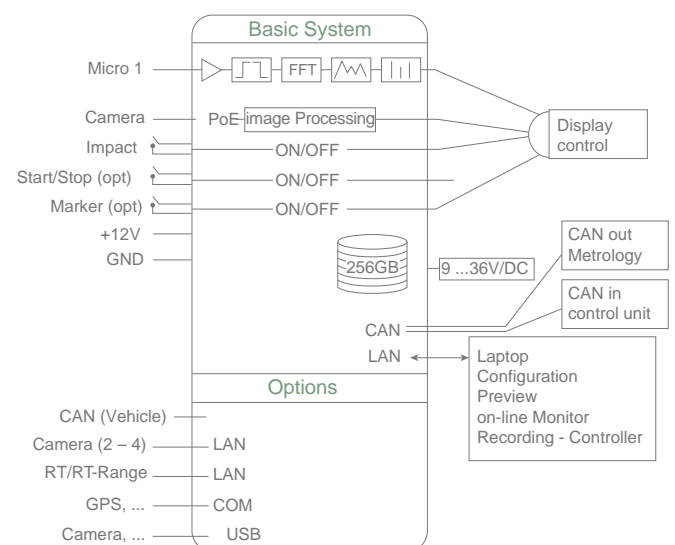 Basic System
Micro 1
FFT
Camera
PoE
image Processing
Display
control
Impact
ON/OFF
Start/Stop (opt)
ON/OFF
Marker (opt)
ON/OFF
+12V
GND
256GB
9 ...36V/DC
CAN out
Metrology
CAN in
control unit
CAN
LAN
Laptop
Configuration
Preview
on-line Monitor
Recording - Controller
Options
CAN (Vehicle)
Camera (2 – 4)
LAN
RT/RT-Range
LAN
GPS, ...
COM
Camera, ...
USB